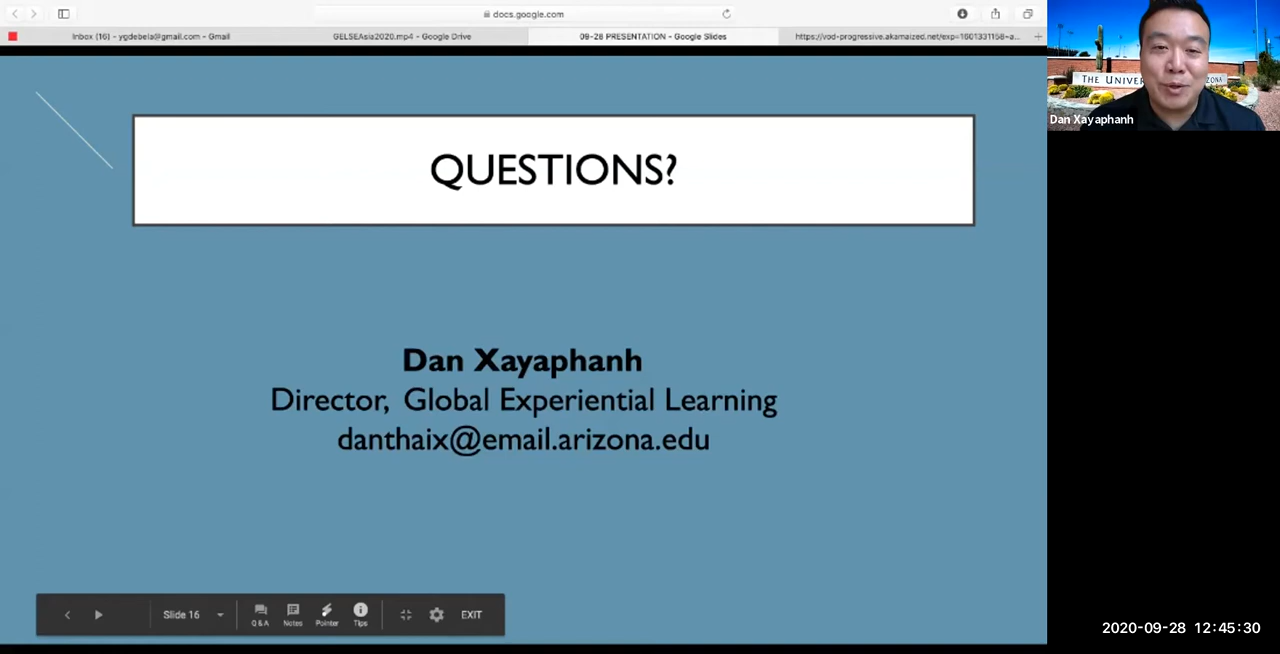 docs.google.com
Inbox (16) - ygdebela@gmail.com - Gmail
GELSEAsia2020.mp4 - Google Drive
09-28 PRESENTATION - Google Slides
https://vod-progressive.akamaized.net/exp=1601331158~a...
THE UNIVER
ZONA
Dan Xayaphanh
QUESTIONS?
Dan Xayaphanh
Director, Global Experiential Learning
danthaix@email.arizona.edu
Slide 16
Q & A
Notes
Pointer
Tips
EXIT
2020-09-28 12:45:30